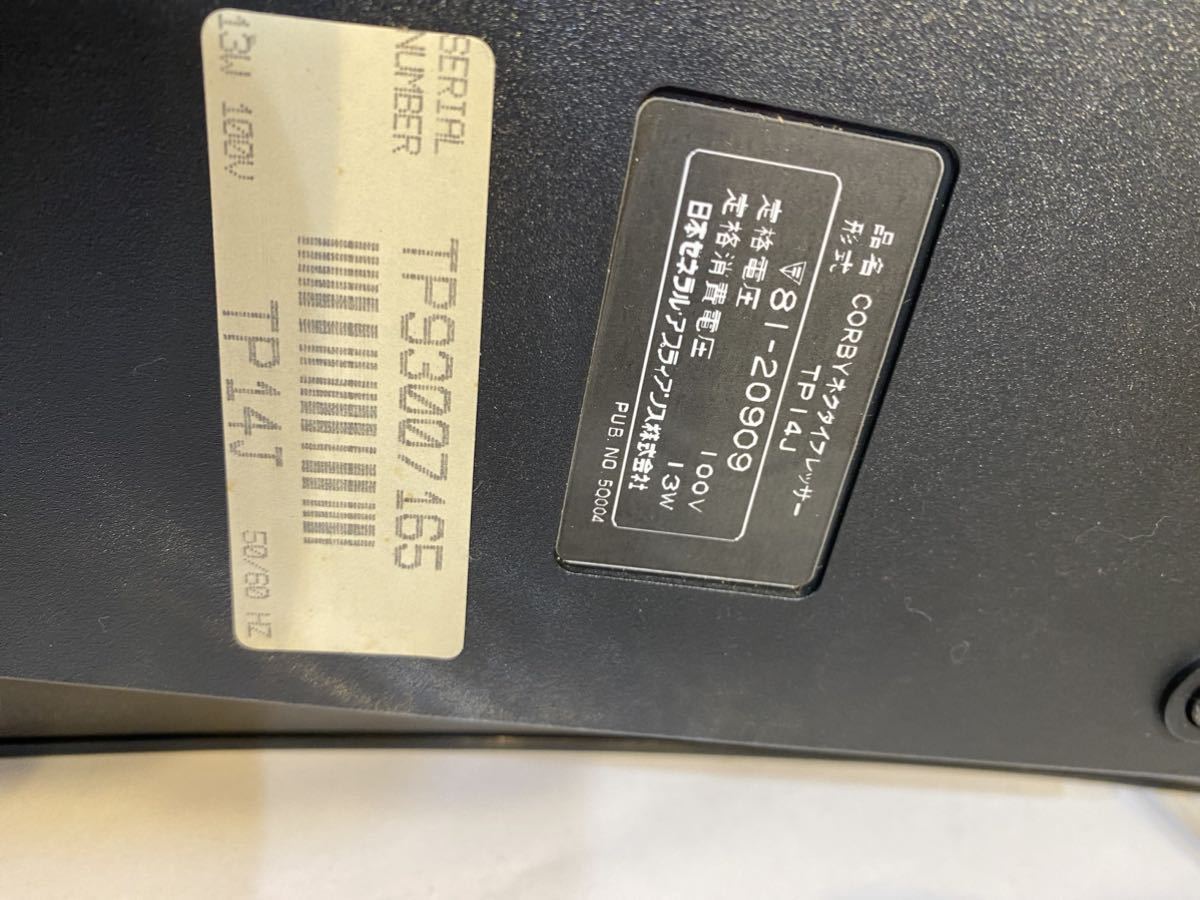 SERIAL
NUMBER
TP93007165
TP14J
13W 100V
50/60 HZ
品名 CORBYネクタイプレッサー
形式 TP14J
81-20909
定格電圧 100V
定格消費電圧 13W
日本ゼネラル・アプライアンス株式会社
PUB. NO. 50004